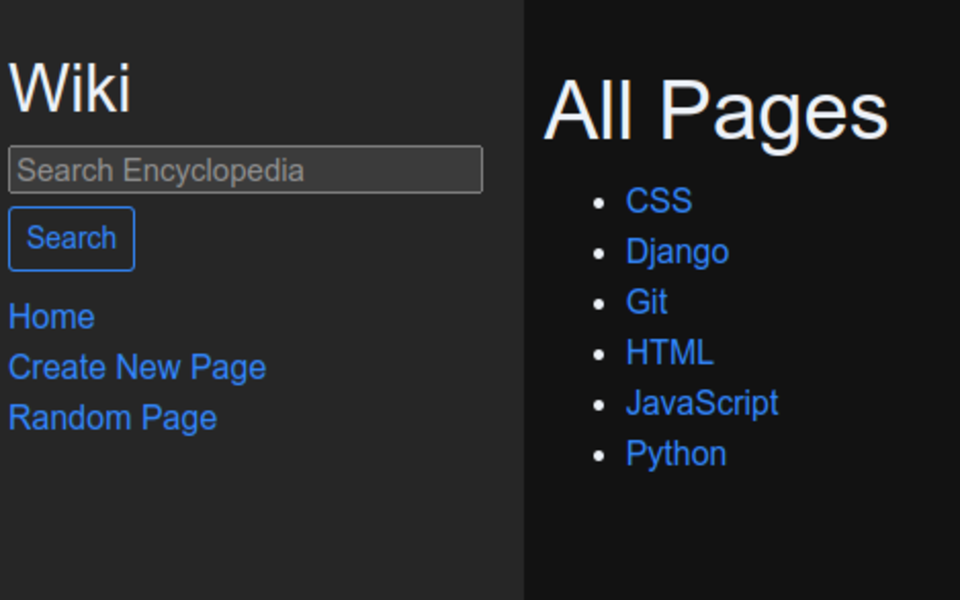 Wiki
Search Encyclopedia
Search
Home
Create New Page
Random Page
All Pages
CSS
Django
Git
HTML
JavaScript
Python